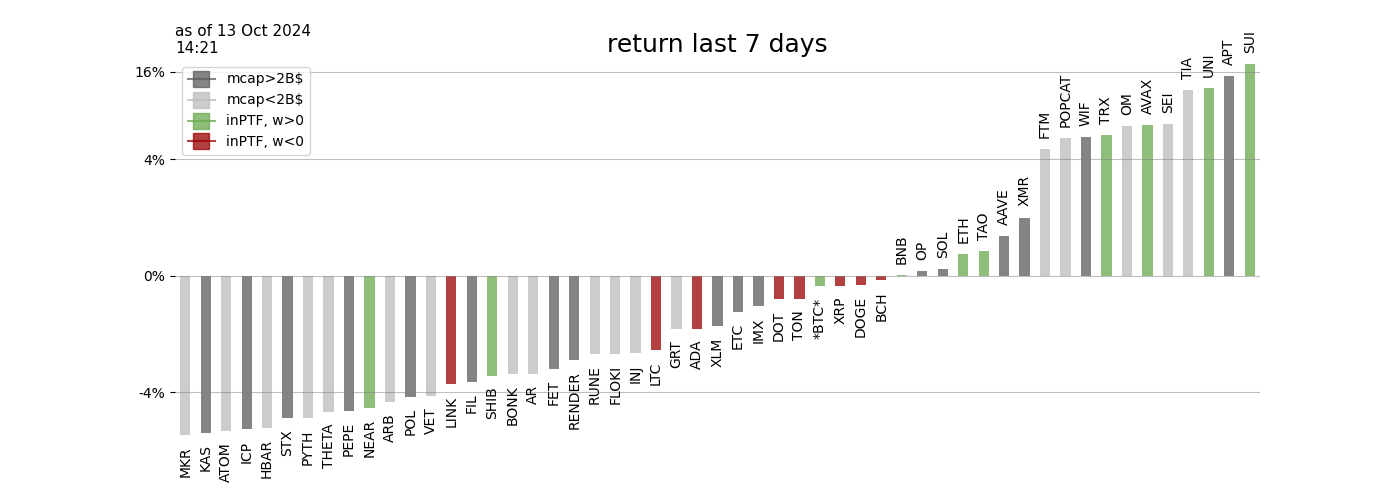 as of 13 Oct 2024
14:21
return last 7 days
mcap>2B$
mcap<2B$
inPTF, w>0
inPTF, w<0
16%
4%
0%
-4%
MKR
KAS
ATOM
ICP
HBAR
STX
PYTH
THETA
PEPE
NEAR
ARB
POL
VET
LINK
FIL
SHIB
BONK
AR
FET
RENDER
RUNE
FLOKI
INJ
LTC
GRT
ADA
XLM
ETC
IMX
DOT
TON
*BTC*
XRP
DOGE
BCH
BNB
OP
SOL
ETH
TAO
AAVE
XMR
FTM
POPCAT
WIF
TRX
OM
AVAX
SEI
TIA
UNI
APT
SUI